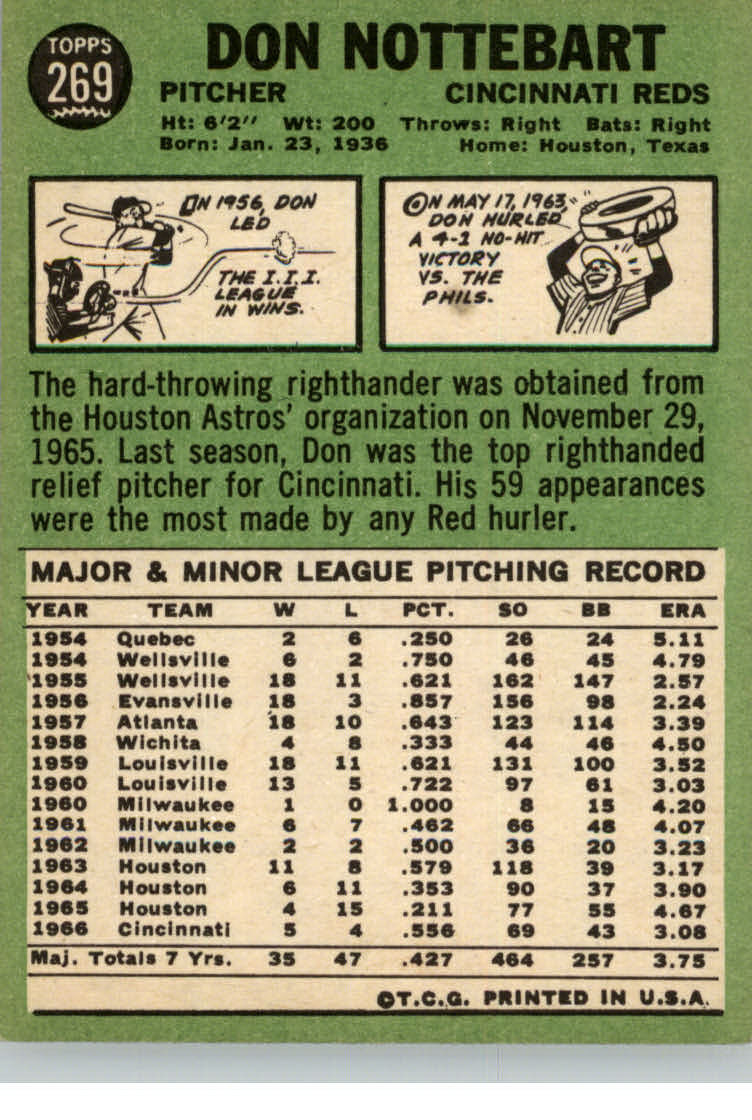 TOPPS
269
DON NOTTEBART
PITCHER CINCINNATI REDS
Ht: 6'2" Wt: 200 Throws: Right Bats: Right
Born: Jan. 23, 1936 Home: Houston, Texas
IN 1956, DON
LED
THE I.I.I.
LEAGUE
IN WINS.
ON MAY 17, 1963,
DON HURLED
A 4-1 NO-HIT
VICTORY
VS. THE
PHILS.
The hard-throwing righthander was obtained from
the Houston Astros' organization on November 29,
1965. Last season, Don was the top righthanded
relief pitcher for Cincinnati. His 59 appearances
were the most made by any Red hurler.
MAJOR & MINOR LEAGUE PITCHING RECORD
YEAR TEAM W L PCT. SO BB ERA
1954 Quebec 2 6 .250 26 24 5.11
1954 Wellsville 6 2 .750 46 45 4.79
1955 Wellsville 18 11 .621 162 147 2.57
1956 Evansville 18 3 .857 156 98 2.24
1957 Atlanta 18 10 .643 123 114 3.39
1958 Wichita 4 8 .333 44 46 4.50
1959 Louisville 18 11 .621 131 100 3.52
1960 Louisville 13 5 .722 97 61 3.03
1960 Milwaukee 1 0 1.000 8 15 4.20
1961 Milwaukee 6 7 .462 66 48 4.07
1962 Milwaukee 2 2 .500 36 20 3.23
1963 Houston 11 8 .579 118 39 3.17
1964 Houston 6 11 .353 90 37 3.90
1965 Houston 4 15 .211 77 55 4.67
1966 Cincinnati 5 4 .556 69 43 3.08
Maj. Totals 7 Yrs. 35 47 .427 464 257 3.75
©T.C.G. PRINTED IN U.S.A.